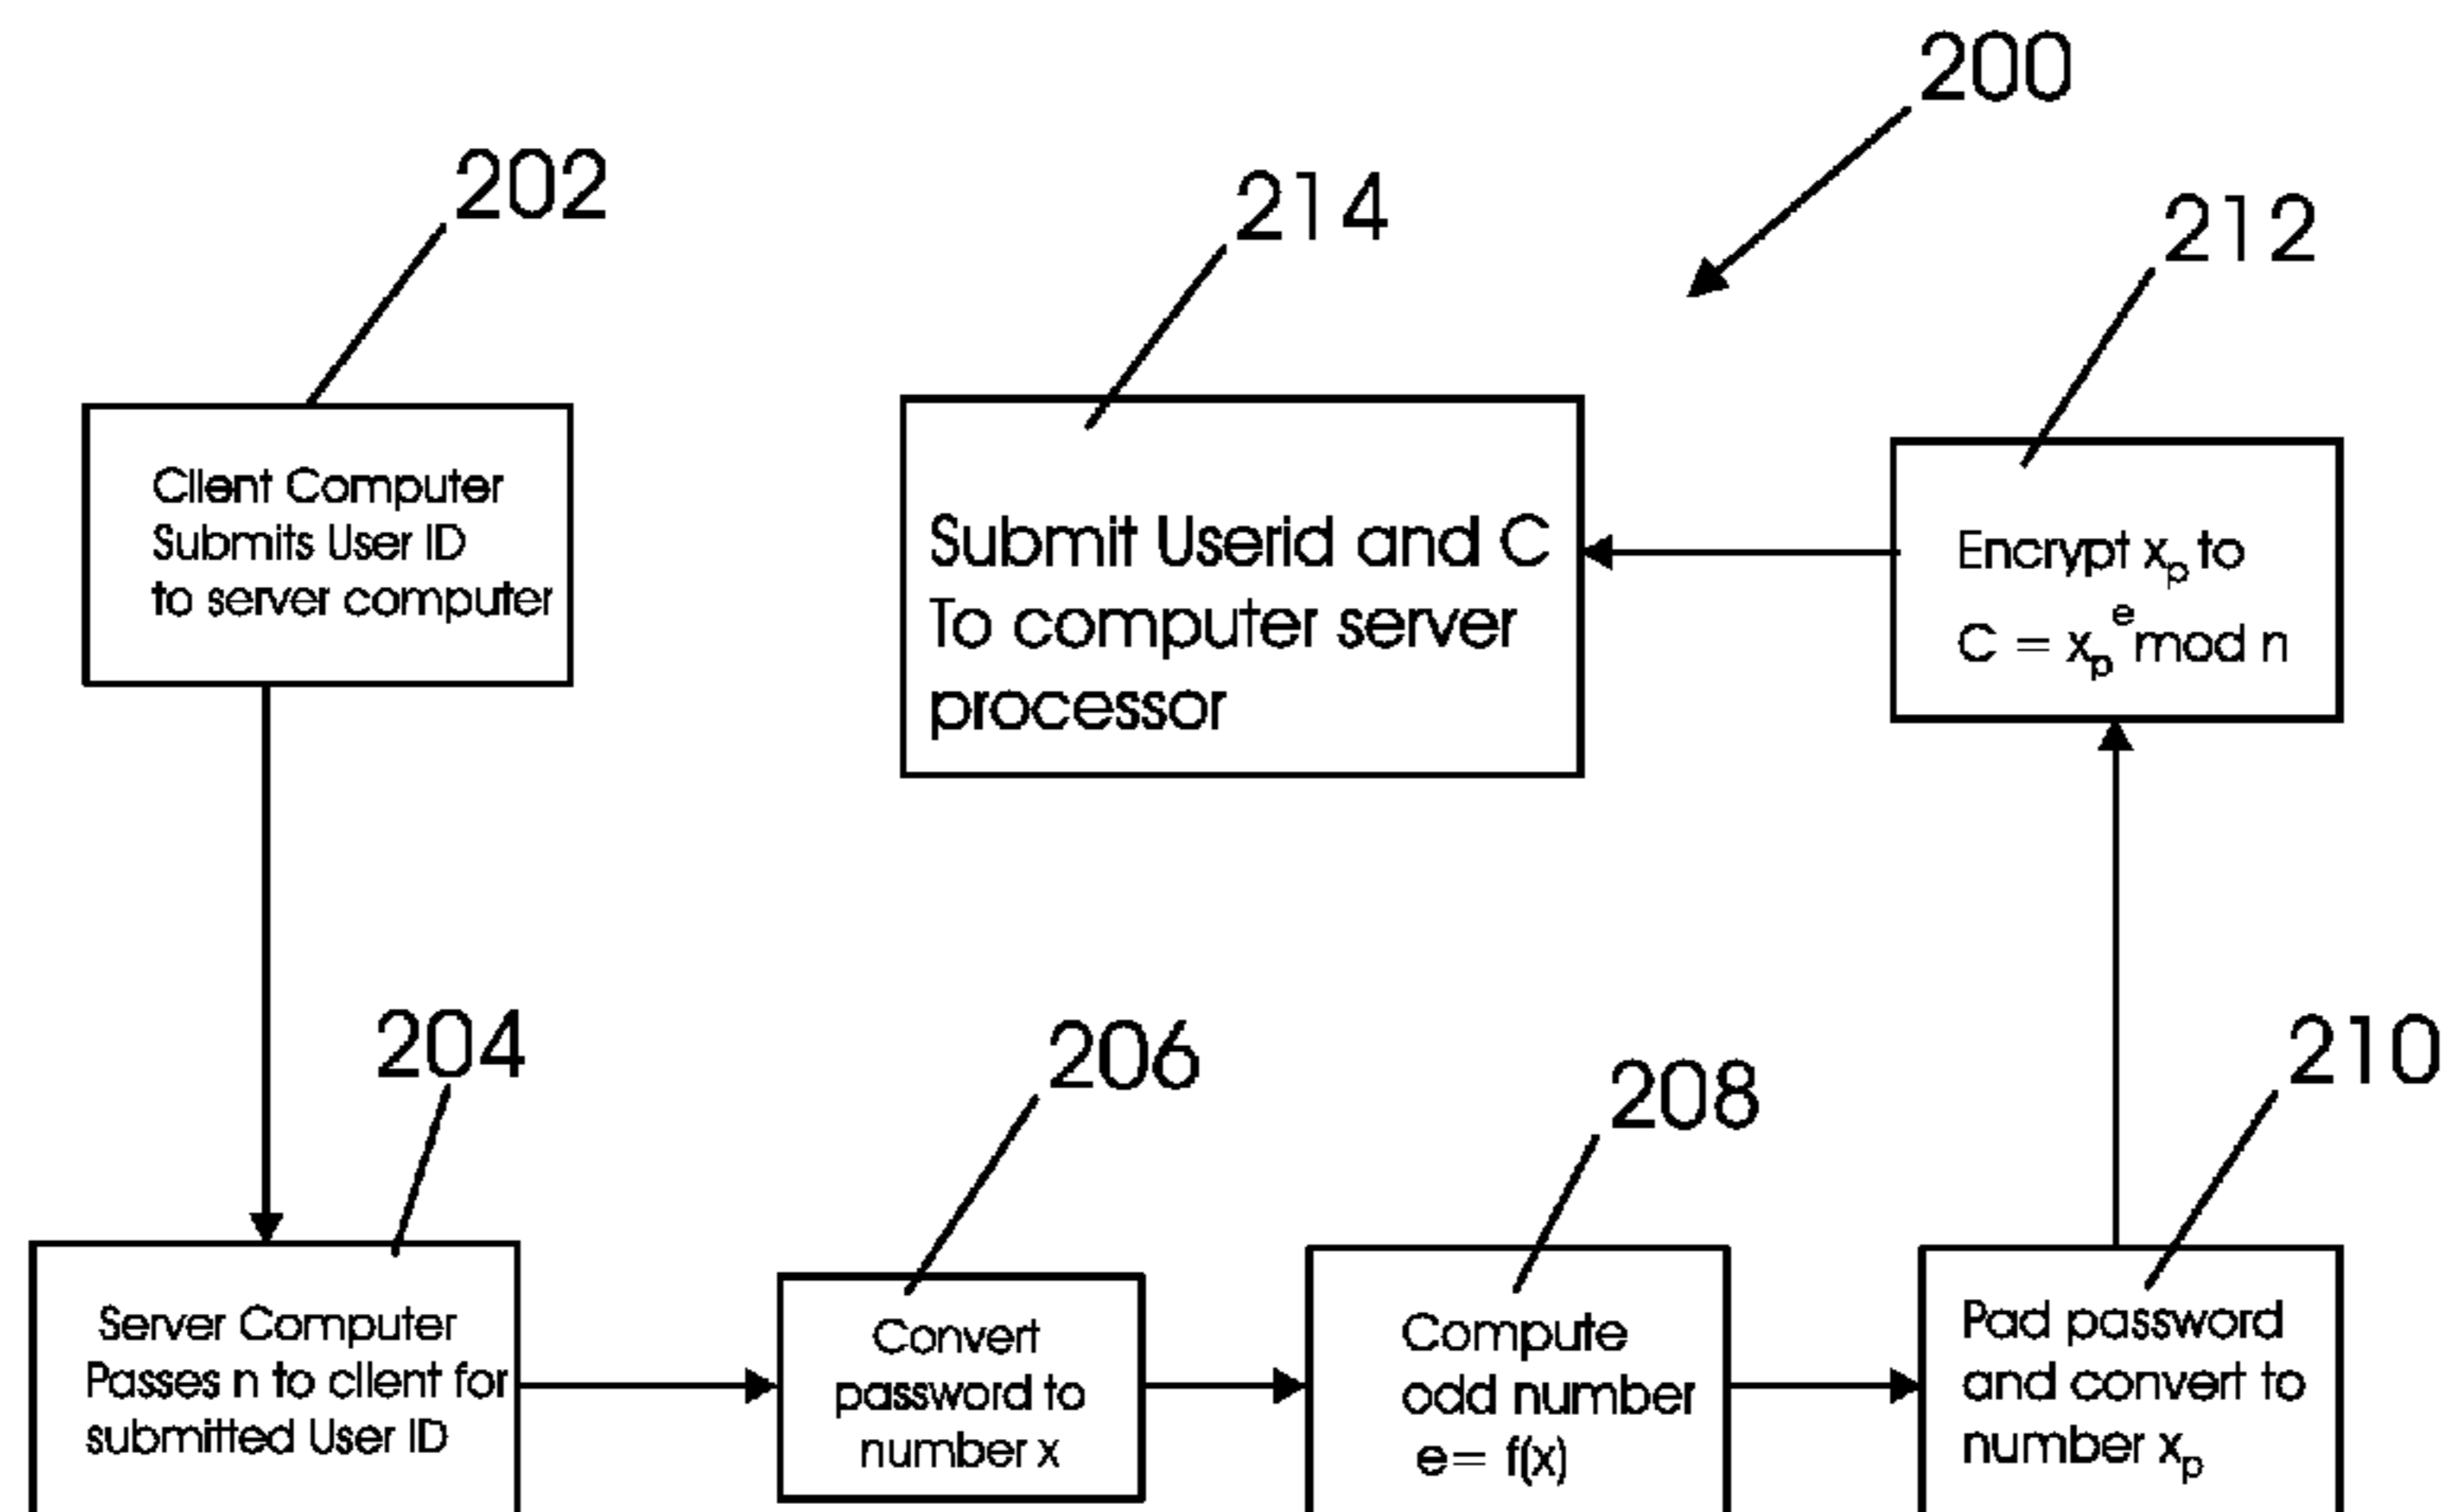 200
202
214
212
Client Computer
Submits User ID
to server computer
Submit Userid and C
To computer server
processor
Encrypt xₚ to
C = xₚᵉ mod n
204
206
208
210
Server Computer
Passes n to client for
submitted User ID
Convert
password to
number x
Compute
odd number
e= f(x)
Pad password
and convert to
number xₚ